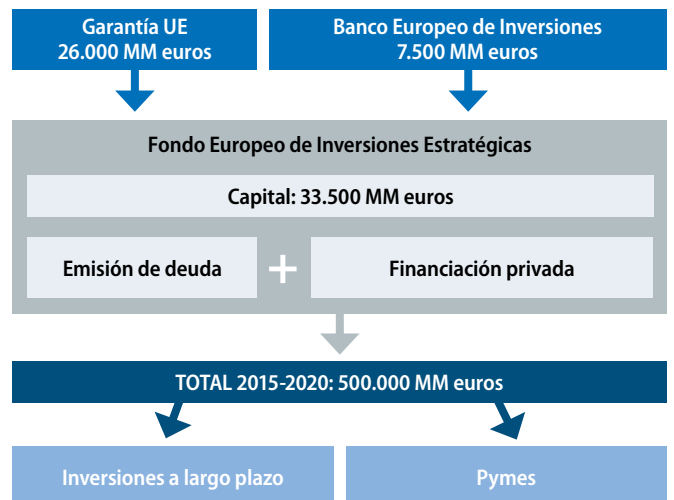 Garantía UE
26.000 MM euros
Banco Europeo de Inversiones
7.500 MM euros
Fondo Europeo de Inversiones Estratégicas
Capital: 33.500 MM euros
Emisión de deuda
+
Financiación privada
TOTAL 2015-2020: 500.000 MM euros
Inversiones a largo plazo
Pymes